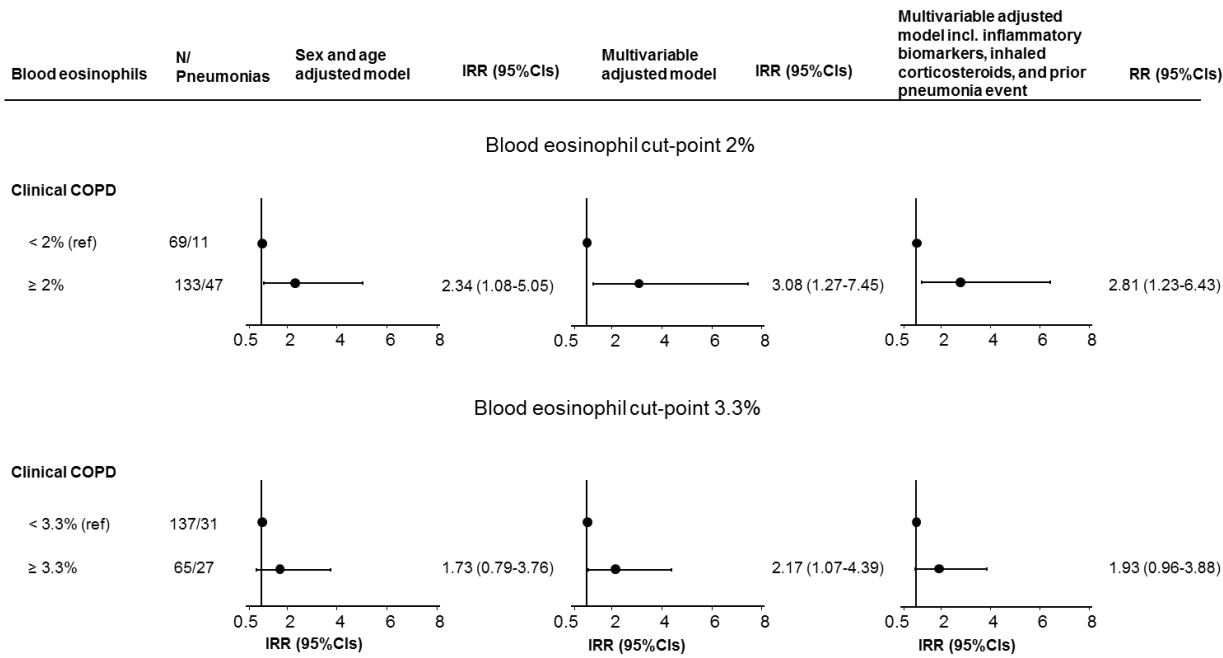 Blood eosinophils
N/
Pneumonias
Sex and age
adjusted model
IRR (95%CIs)
Multivariable
adjusted model
IRR (95%CIs)
Multivariable adjusted
model incl. inflammatory
biomarkers, inhaled
corticosteroids, and prior
pneumonia event
RR (95%CIs)
Blood eosinophil cut-point 2%
Clinical COPD
< 2% (ref) 69/11
≥ 2% 133/47 2.34 (1.08-5.05) 3.08 (1.27-7.45) 2.81 (1.23-6.43)
0.5 2 4 6 8 0.5 2 4 6 8 0.5 2 4 6 8
Blood eosinophil cut-point 3.3%
Clinical COPD
< 3.3% (ref) 137/31
≥ 3.3% 65/27 1.73 (0.79-3.76) 2.17 (1.07-4.39) 1.93 (0.96-3.88)
0.5 2 4 6 8 0.5 2 4 6 8 0.5 2 4 6 8
IRR (95%CIs) IRR (95%CIs) IRR (95%CIs)